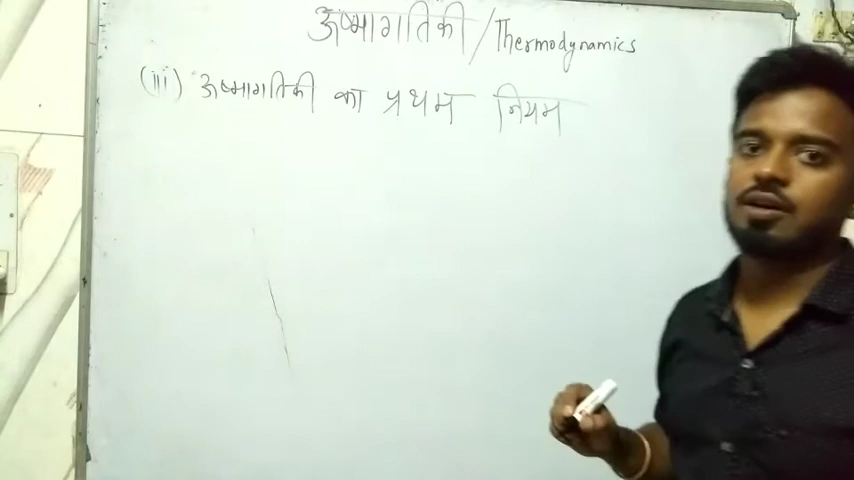 ऊष्मागतिकी/Thermodynamics
(iii) ऊष्मागतिकी का प्रथम नियम